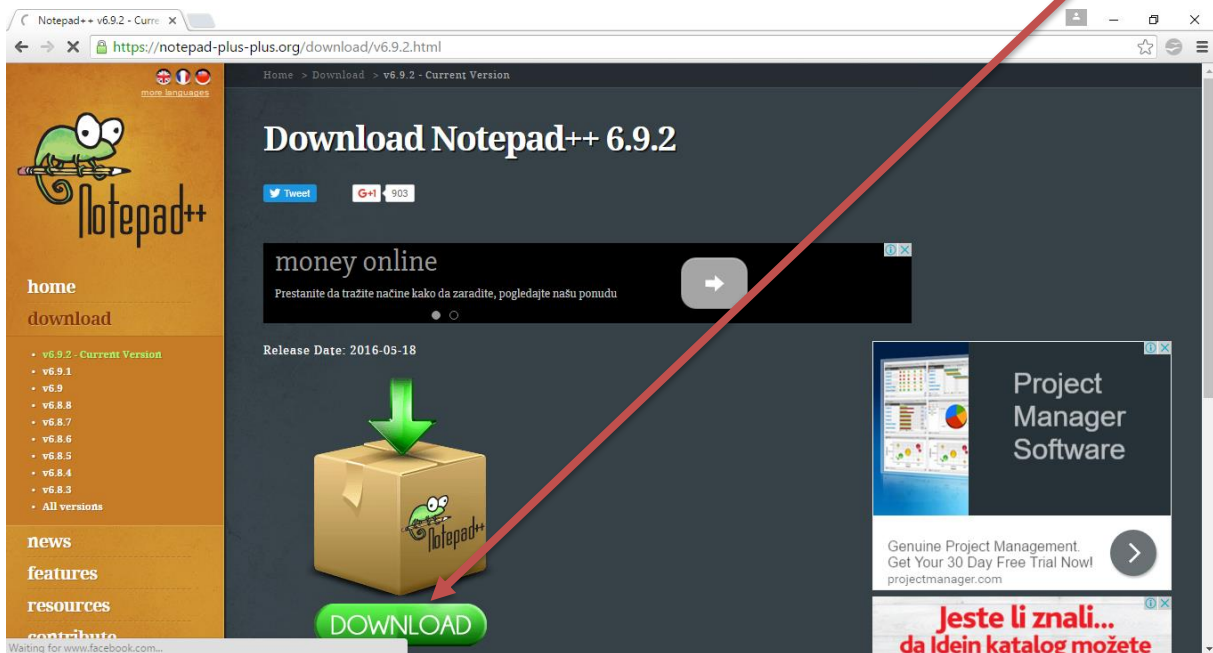 Notepad++ v6.9.2 - Curre
https://notepad-plus-plus.org/download/v6.9.2.html
more languages
Notepad++
home
download
v6.9.2 - Current Version
v6.9.1
v6.9
v6.8.8
v6.8.7
v6.8.6
v6.8.5
v6.8.4
v6.8.3
All versions
news
features
resources
contribute
Waiting for www.facebook.com...
Home > Download > v6.9.2 - Current Version
Download Notepad++ 6.9.2
Tweet
G+1 903
money online
Prestanite da tražite načine kako da zaradite, pogledajte našu ponudu
Release Date: 2016-05-18
Notepad++
DOWNLOAD
Project
Manager
Software
Genuine Project Management.
Get Your 30 Day Free Trial Now!
projectmanager.com
Jeste li znali...
da Idein katalog možete